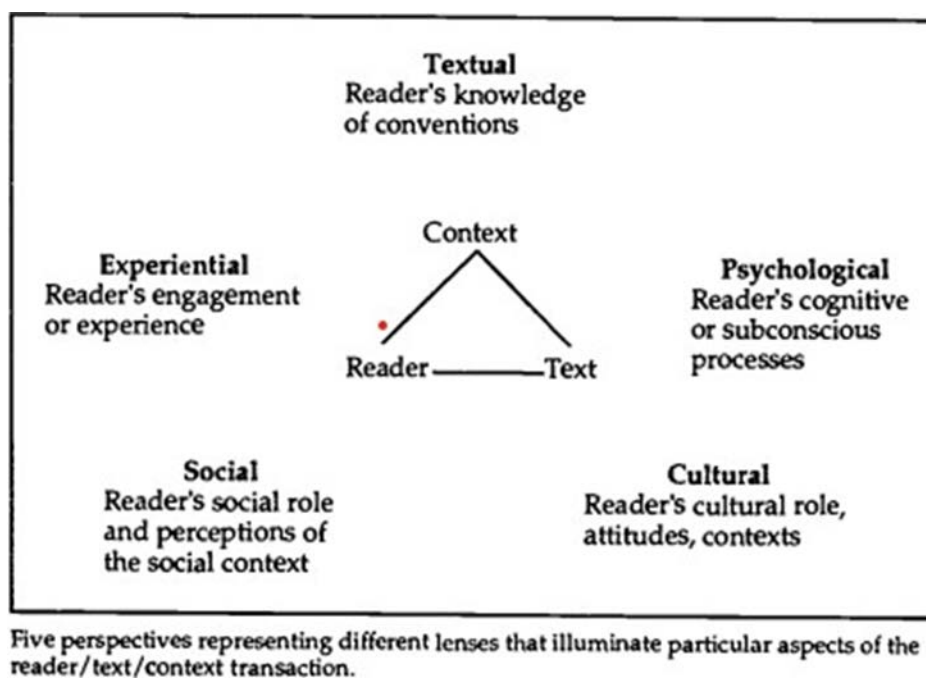 Textual
Reader's knowledge
of conventions
Context
Experiential
Reader's engagement
or experience
Psychological
Reader's cognitive
or subconscious
processes
Reader
Text
Social
Reader's social role
and perceptions of
the social context
Cultural
Reader's cultural role,
attitudes, contexts
Five perspectives representing different lenses that illuminate particular aspects of the
reader/text/context transaction.